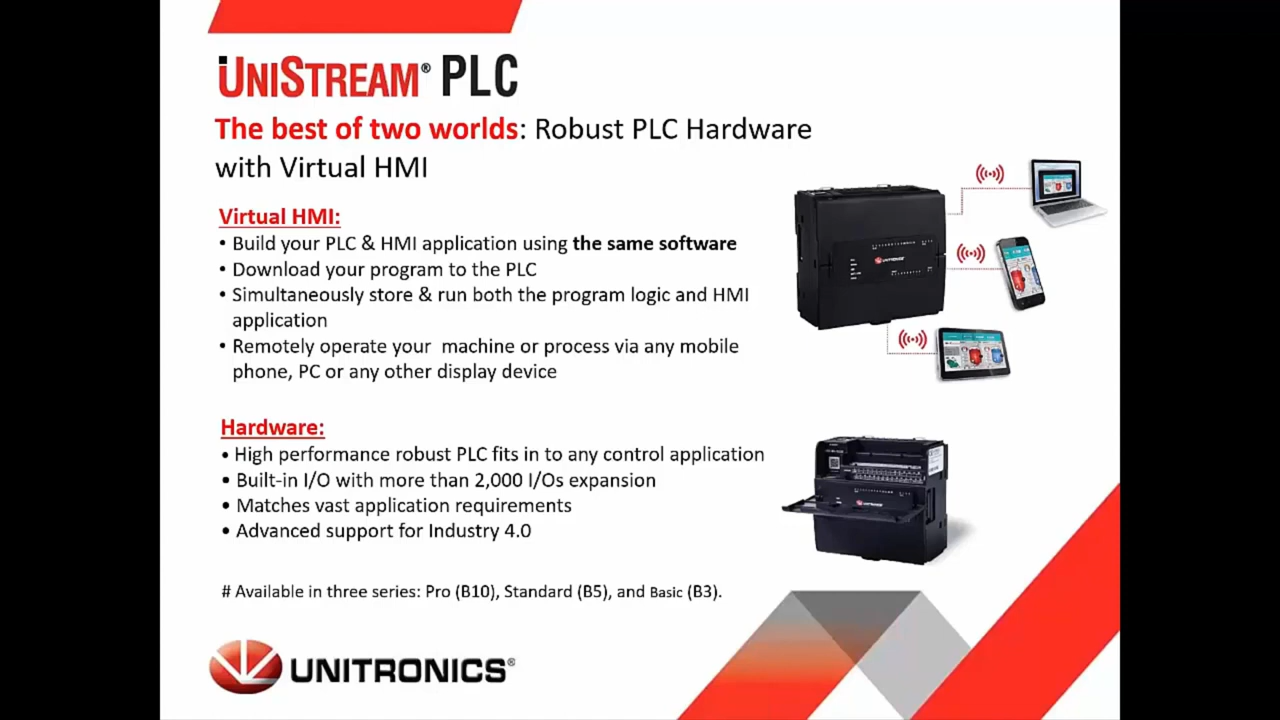 UNISTREAM® PLC
The best of two worlds: Robust PLC Hardware
with Virtual HMI
Virtual HMI:
• Build your PLC & HMI application using the same software
• Download your program to the PLC
• Simultaneously store & run both the program logic and HMI
application
• Remotely operate your machine or process via any mobile
phone, PC or any other display device
UNITRONICS
Hardware:
• High performance robust PLC fits in to any control application
• Built-in I/O with more than 2,000 I/Os expansion
• Matches vast application requirements
• Advanced support for Industry 4.0
UNITRONICS
# Available in three series: Pro (B10), Standard (B5), and Basic (B3).
UNITRONICS®